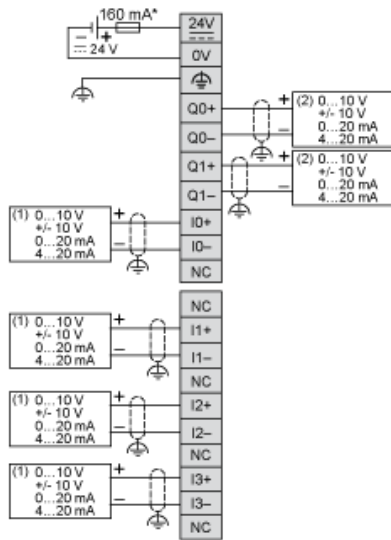 160 mA*
24V
– +
⎓ 24 V
0V
Q0+
+
(2) 0...10 V
+/- 10 V
0...20 mA
4...20 mA
Q0–
–
Q1+
+
(2) 0...10 V
+/- 10 V
0...20 mA
4...20 mA
Q1–
–
(1) 0...10 V
+/- 10 V
0...20 mA
4...20 mA
+
I0+
–
I0–
NC
NC
(1) 0...10 V
+/- 10 V
0...20 mA
4...20 mA
+
I1+
–
I1–
NC
(1) 0...10 V
+/- 10 V
0...20 mA
4...20 mA
+
I2+
–
I2–
NC
(1) 0...10 V
+/- 10 V
0...20 mA
4...20 mA
+
I3+
–
I3–
NC